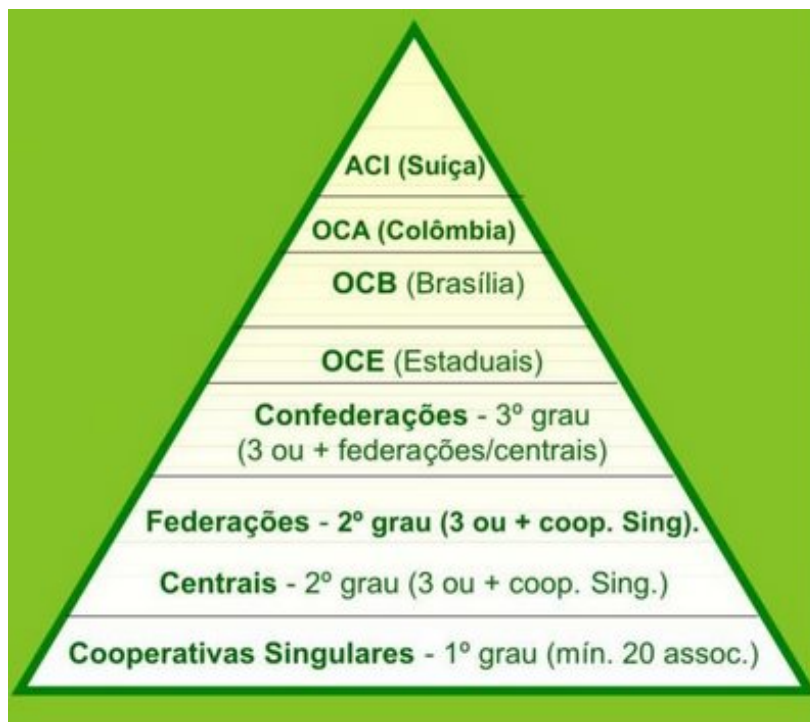 ACI (Suíça)
OCA (Colômbia)
OCB (Brasília)
OCE (Estaduais)
Confederações - 3º grau
(3 ou + federações/centrais)
Federações - 2º grau (3 ou + coop. Sing).
Centrais - 2º grau (3 ou + coop. Sing.)
Cooperativas Singulares - 1º grau (mín. 20 assoc.)